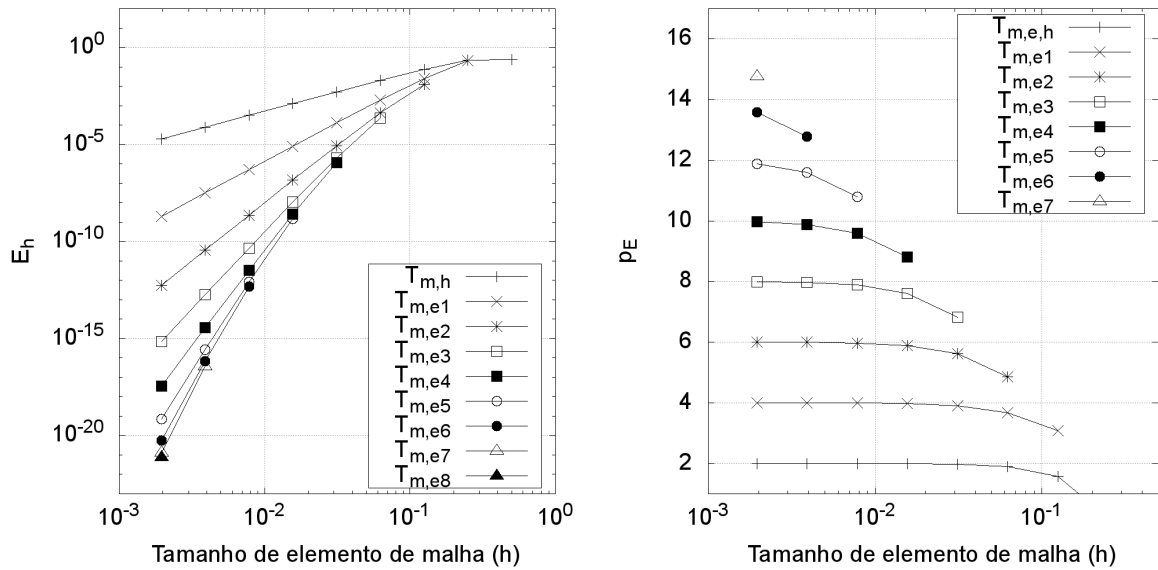 10^0
10^-5
10^-10
10^-15
10^-20
E_h
T_m,h
T_m,e1
T_m,e2
T_m,e3
T_m,e4
T_m,e5
T_m,e6
T_m,e7
T_m,e8
10^-3 10^-2 10^-1 10^0
Tamanho de elemento de malha (h)
16
14
12
10
8
6
4
2
p_E
T_m,e,h
T_m,e1
T_m,e2
T_m,e3
T_m,e4
T_m,e5
T_m,e6
T_m,e7
10^-3 10^-2 10^-1
Tamanho de elemento de malha (h)